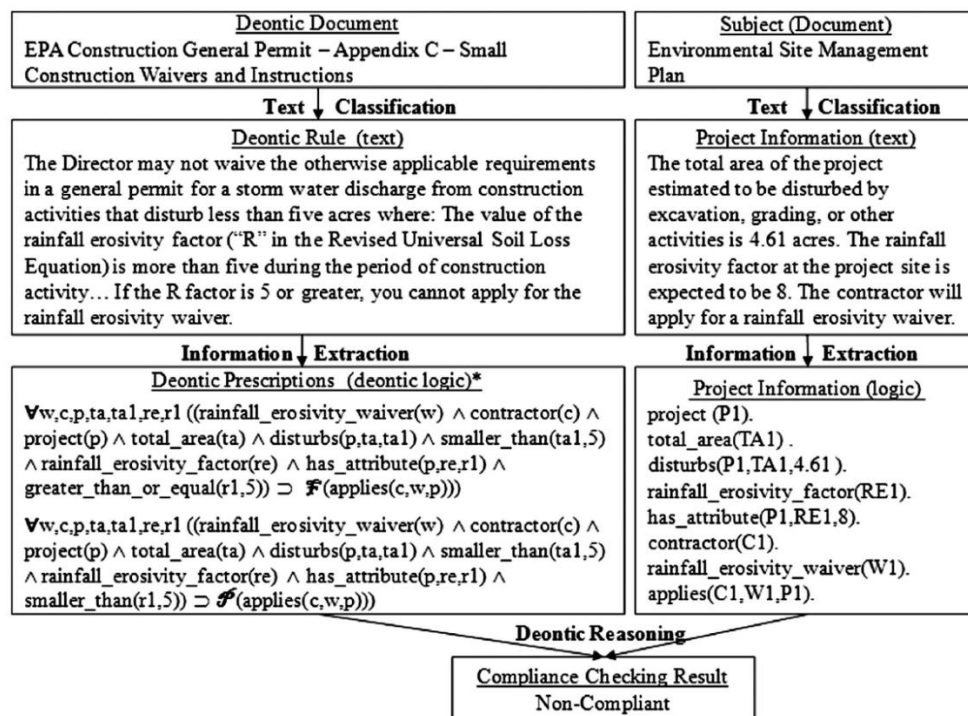 Deontic Document
EPA Construction General Permit – Appendix C – Small
Construction Waivers and Instructions
Subject (Document)
Environmental Site Management
Plan
Text Classification
Text Classification
Deontic Rule (text)
The Director may not waive the otherwise applicable requirements
in a general permit for a storm water discharge from construction
activities that disturb less than five acres where: The value of the
rainfall erosivity factor (“R” in the Revised Universal Soil Loss
Equation) is more than five during the period of construction
activity… If the R factor is 5 or greater, you cannot apply for the
rainfall erosivity waiver.
Project Information (text)
The total area of the project
estimated to be disturbed by
excavation, grading, or other
activities is 4.61 acres. The rainfall
erosivity factor at the project site is
expected to be 8. The contractor will
apply for a rainfall erosivity waiver.
Information Extraction
Information Extraction
Deontic Prescriptions (deontic logic)*
∀w,c,p,ta,ta1,re,r1 ((rainfall_erosivity_waiver(w) ∧ contractor(c) ∧
project(p) ∧ total_area(ta) ∧ disturbs(p,ta,ta1) ∧ smaller_than(ta1,5)
∧ rainfall_erosivity_factor(re) ∧ has_attribute(p,re,r1) ∧
greater_than_or_equal(r1,5)) ⊃ 𝓕(applies(c,w,p)))
∀w,c,p,ta,ta1,re,r1 ((rainfall_erosivity_waiver(w) ∧ contractor(c) ∧
project(p) ∧ total_area(ta) ∧ disturbs(p,ta,ta1) ∧ smaller_than(ta1,5)
∧ rainfall_erosivity_factor(re) ∧ has_attribute(p,re,r1) ∧
smaller_than(r1,5)) ⊃ 𝓟(applies(c,w,p)))
Project Information (logic)
project (P1).
total_area(TA1) .
disturbs(P1,TA1,4.61 ).
rainfall_erosivity_factor(RE1).
has_attribute(P1,RE1,8).
contractor(C1).
rainfall_erosivity_waiver(W1).
applies(C1,W1,P1).
Deontic Reasoning
Compliance Checking Result
Non-Compliant